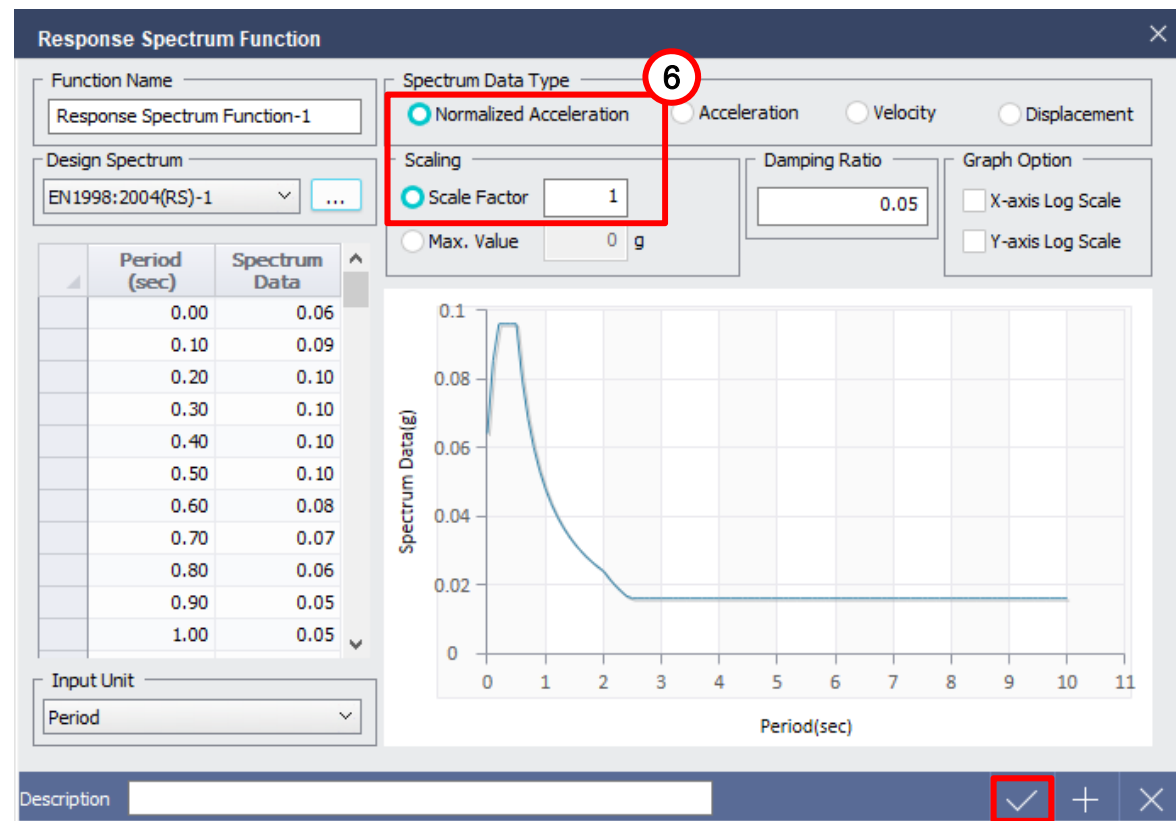 Response Spectrum Function
Function Name
Response Spectrum Function-1
Spectrum Data Type
6
Normalized Acceleration
Acceleration
Velocity
Displacement
Design Spectrum
EN1998:2004(RS)-1
...
Scaling
Scale Factor
1
Max. Value
0
g
Damping Ratio
0.05
Graph Option
X-axis Log Scale
Y-axis Log Scale
Period (sec) Spectrum Data
0.00 0.06
0.10 0.09
0.20 0.10
0.30 0.10
0.40 0.10
0.50 0.10
0.60 0.08
0.70 0.07
0.80 0.06
0.90 0.05
1.00 0.05
Input Unit
Period
Spectrum Data(g)
0.1
0.08
0.06
0.04
0.02
0
0 1 2 3 4 5 6 7 8 9 10 11
Period(sec)
Description